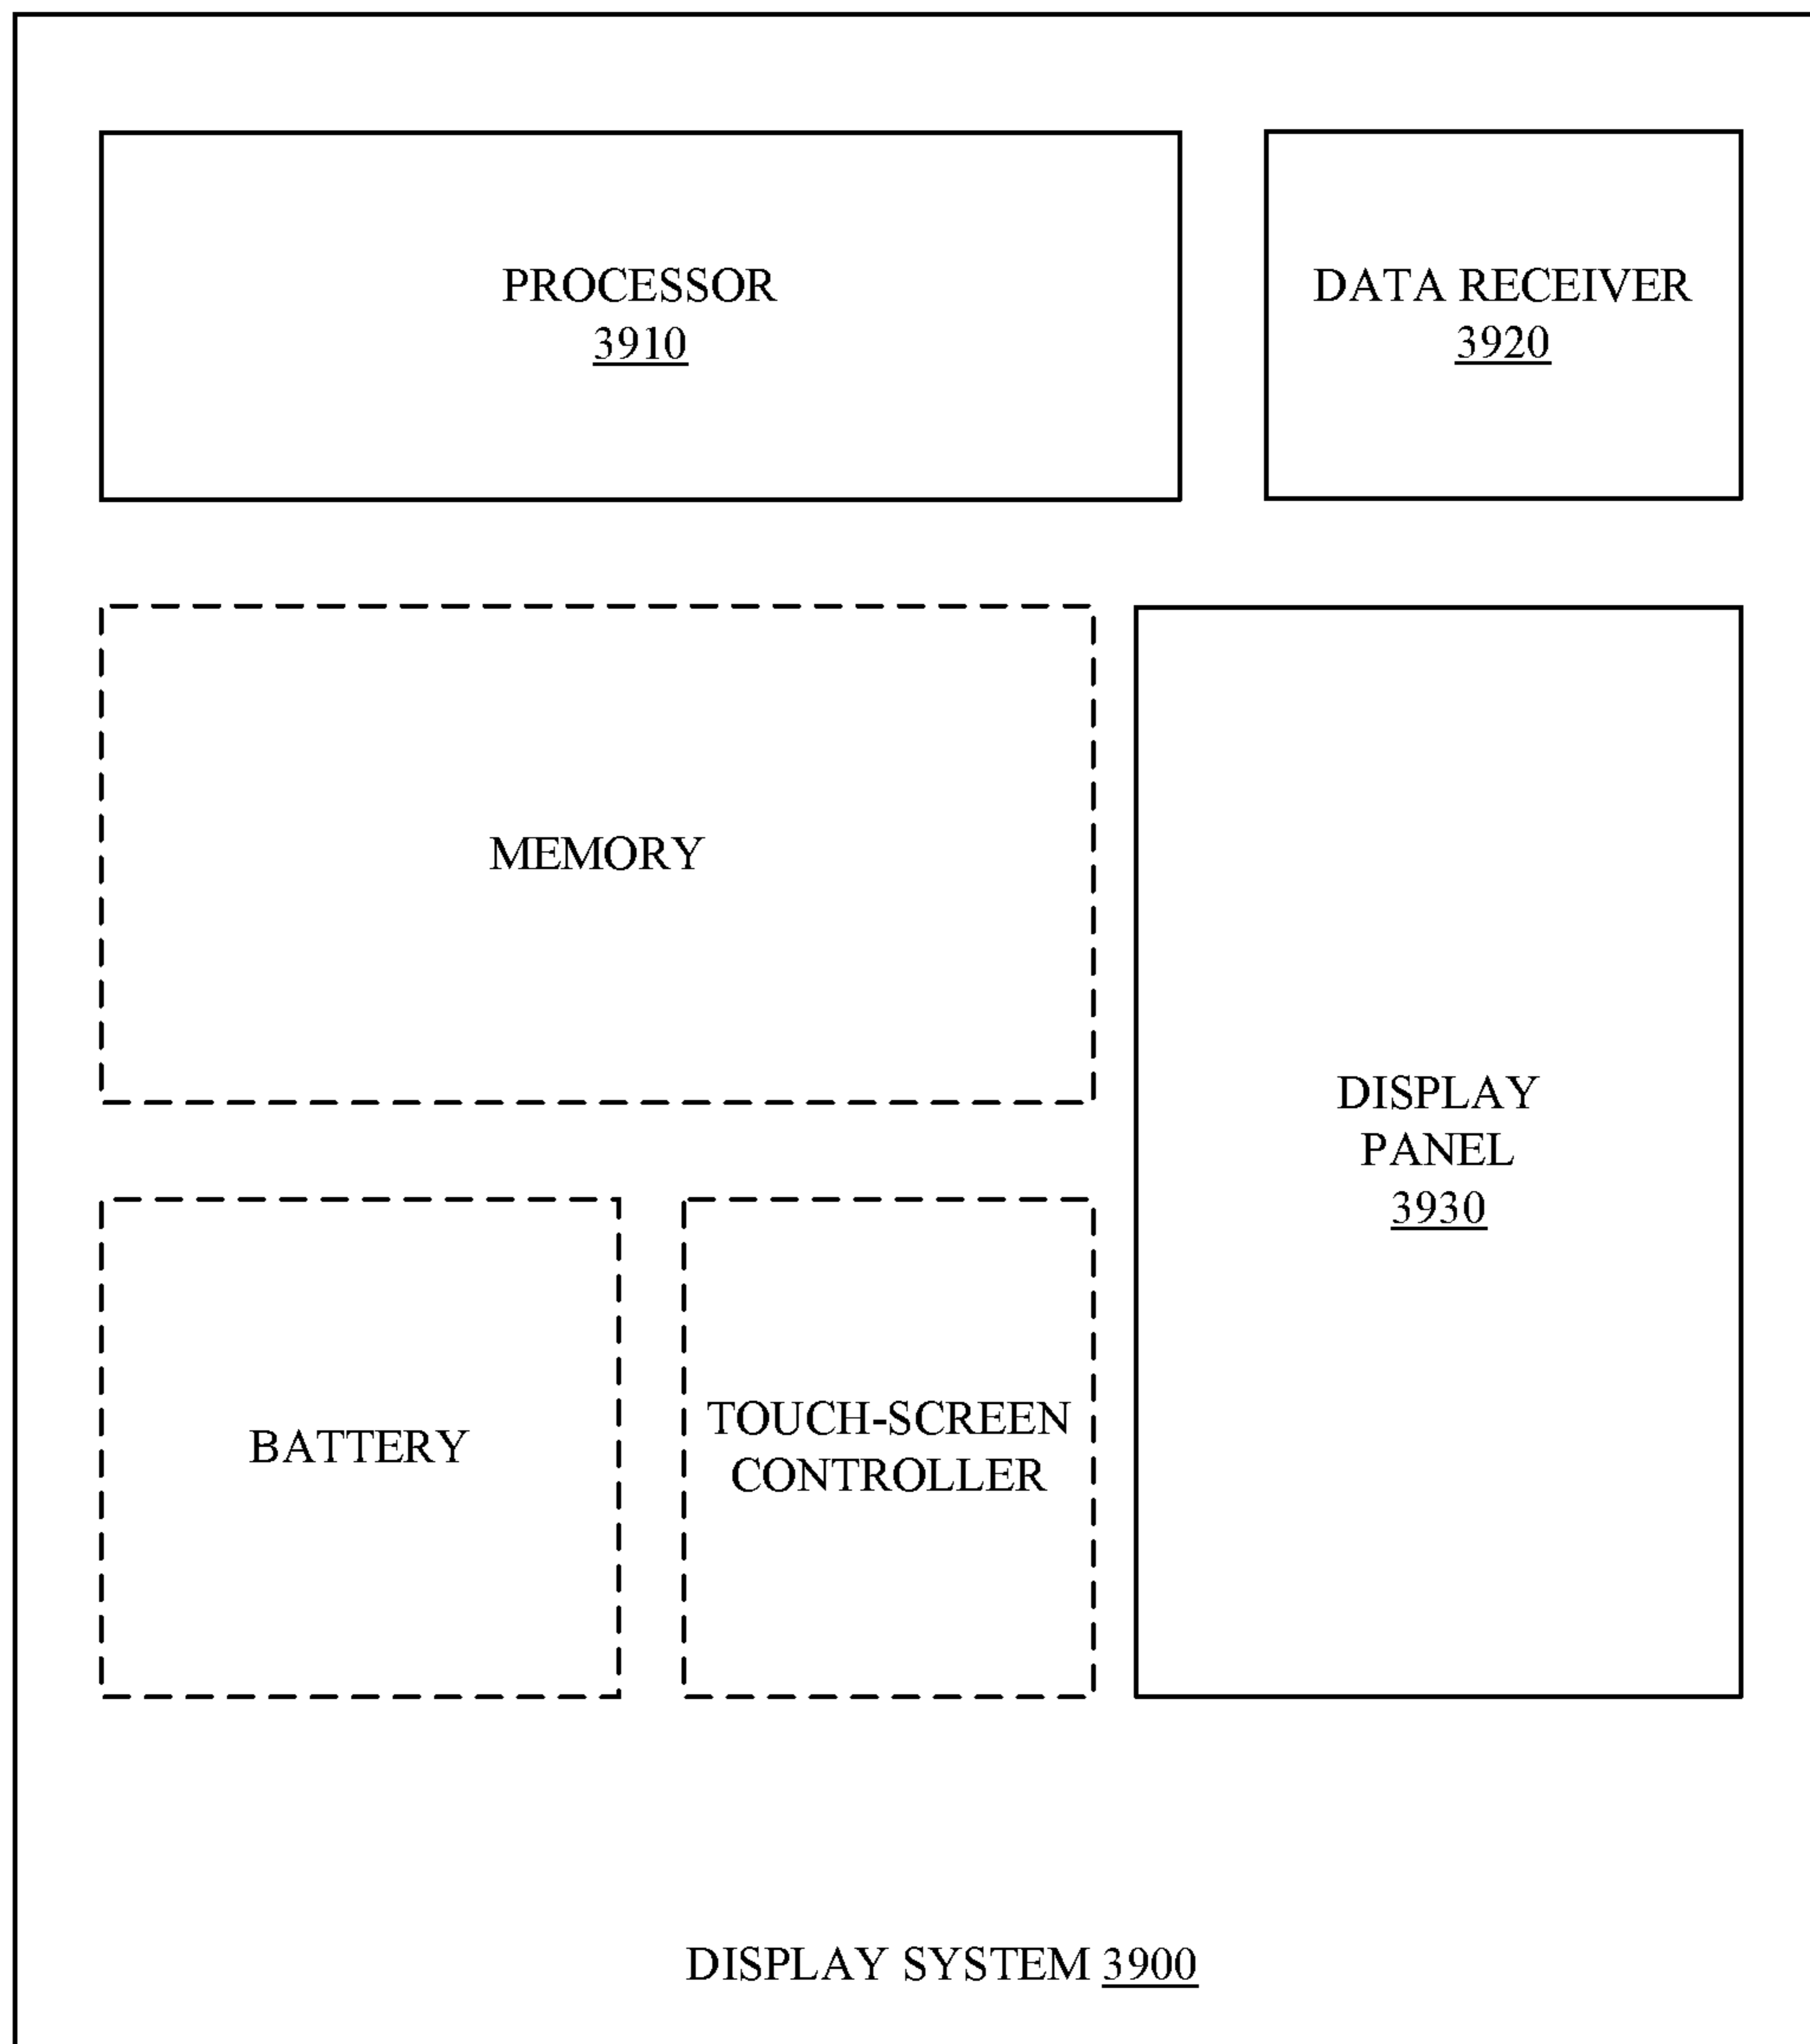 PROCESSOR
3910
DATA RECEIVER
3920
MEMORY
DISPLAY
PANEL
3930
BATTERY
TOUCH-SCREEN
CONTROLLER
DISPLAY SYSTEM 3900